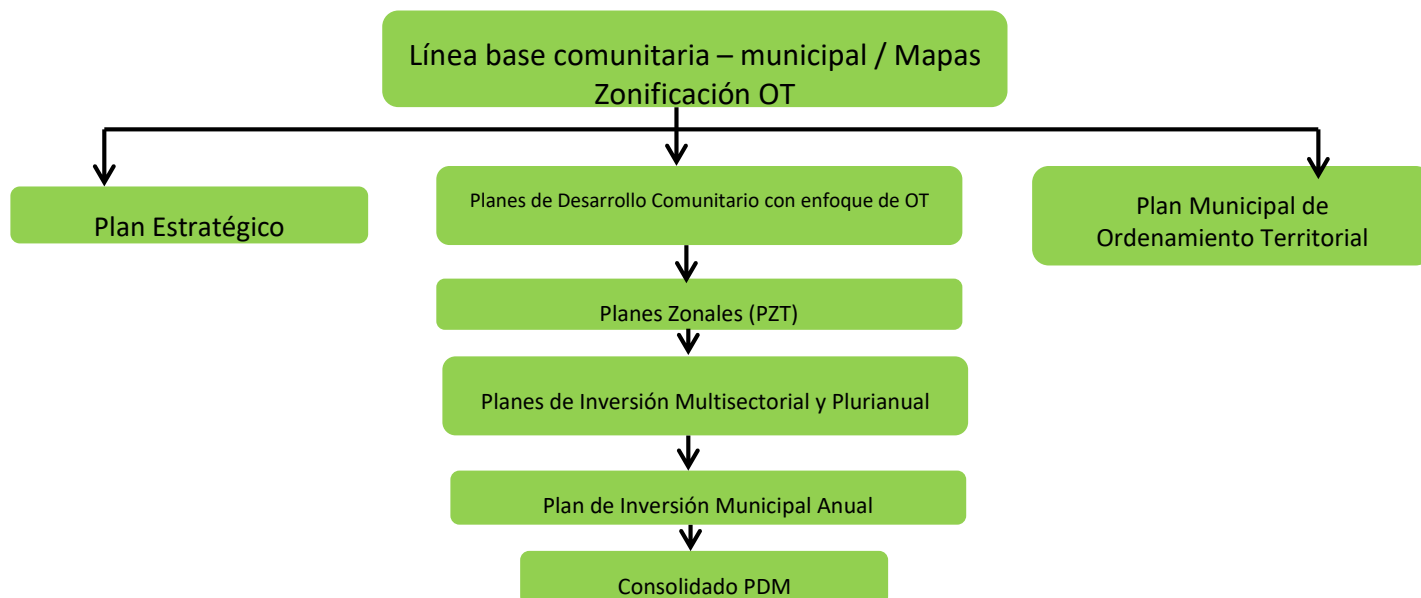 Línea base comunitaria – municipal / Mapas
Zonificación OT
Plan Estratégico
Planes de Desarrollo Comunitario con enfoque de OT
Plan Municipal de
Ordenamiento Territorial
Planes Zonales (PZT)
Planes de Inversión Multisectorial y Plurianual
Plan de Inversión Municipal Anual
Consolidado PDM